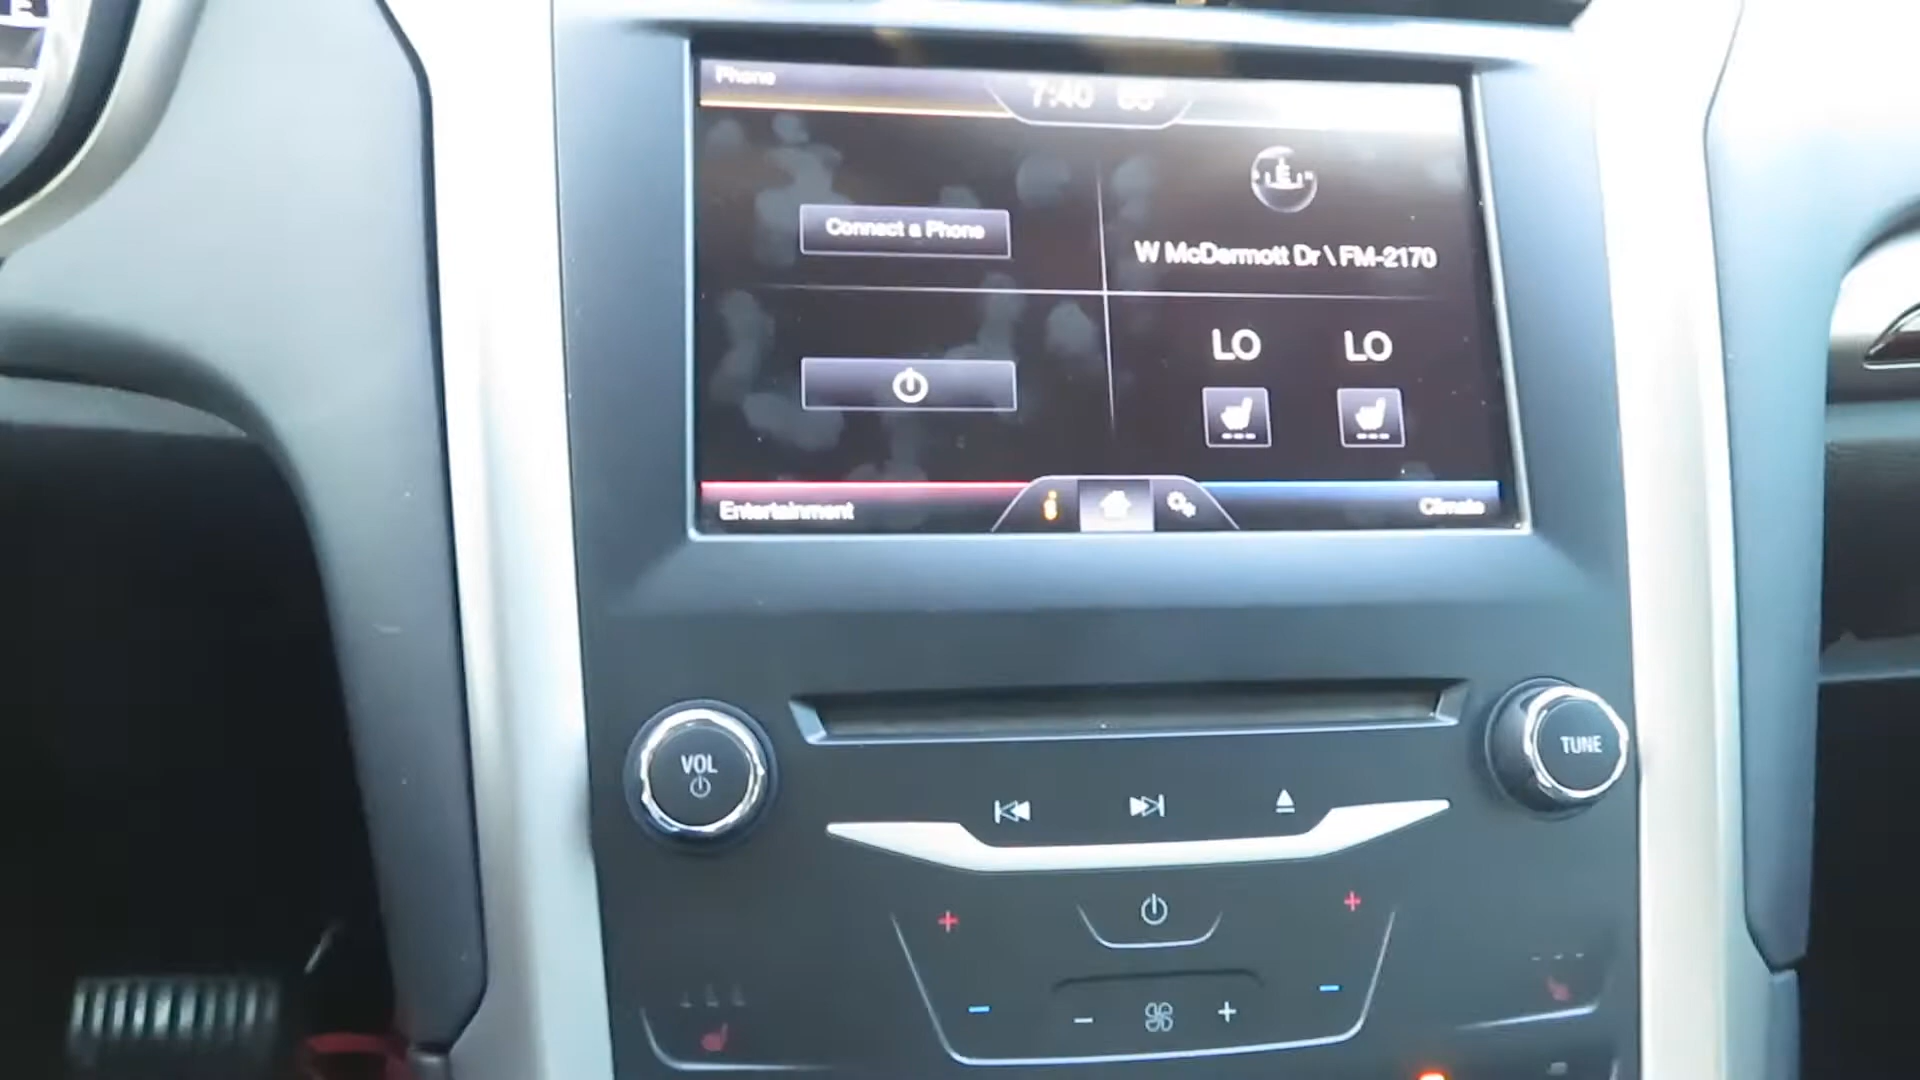 Phone
7:40
Connect a Phone
E
W McDermott Dr \ FM-2170
LO LO
Entertainment
Climate
VOL
TUNE